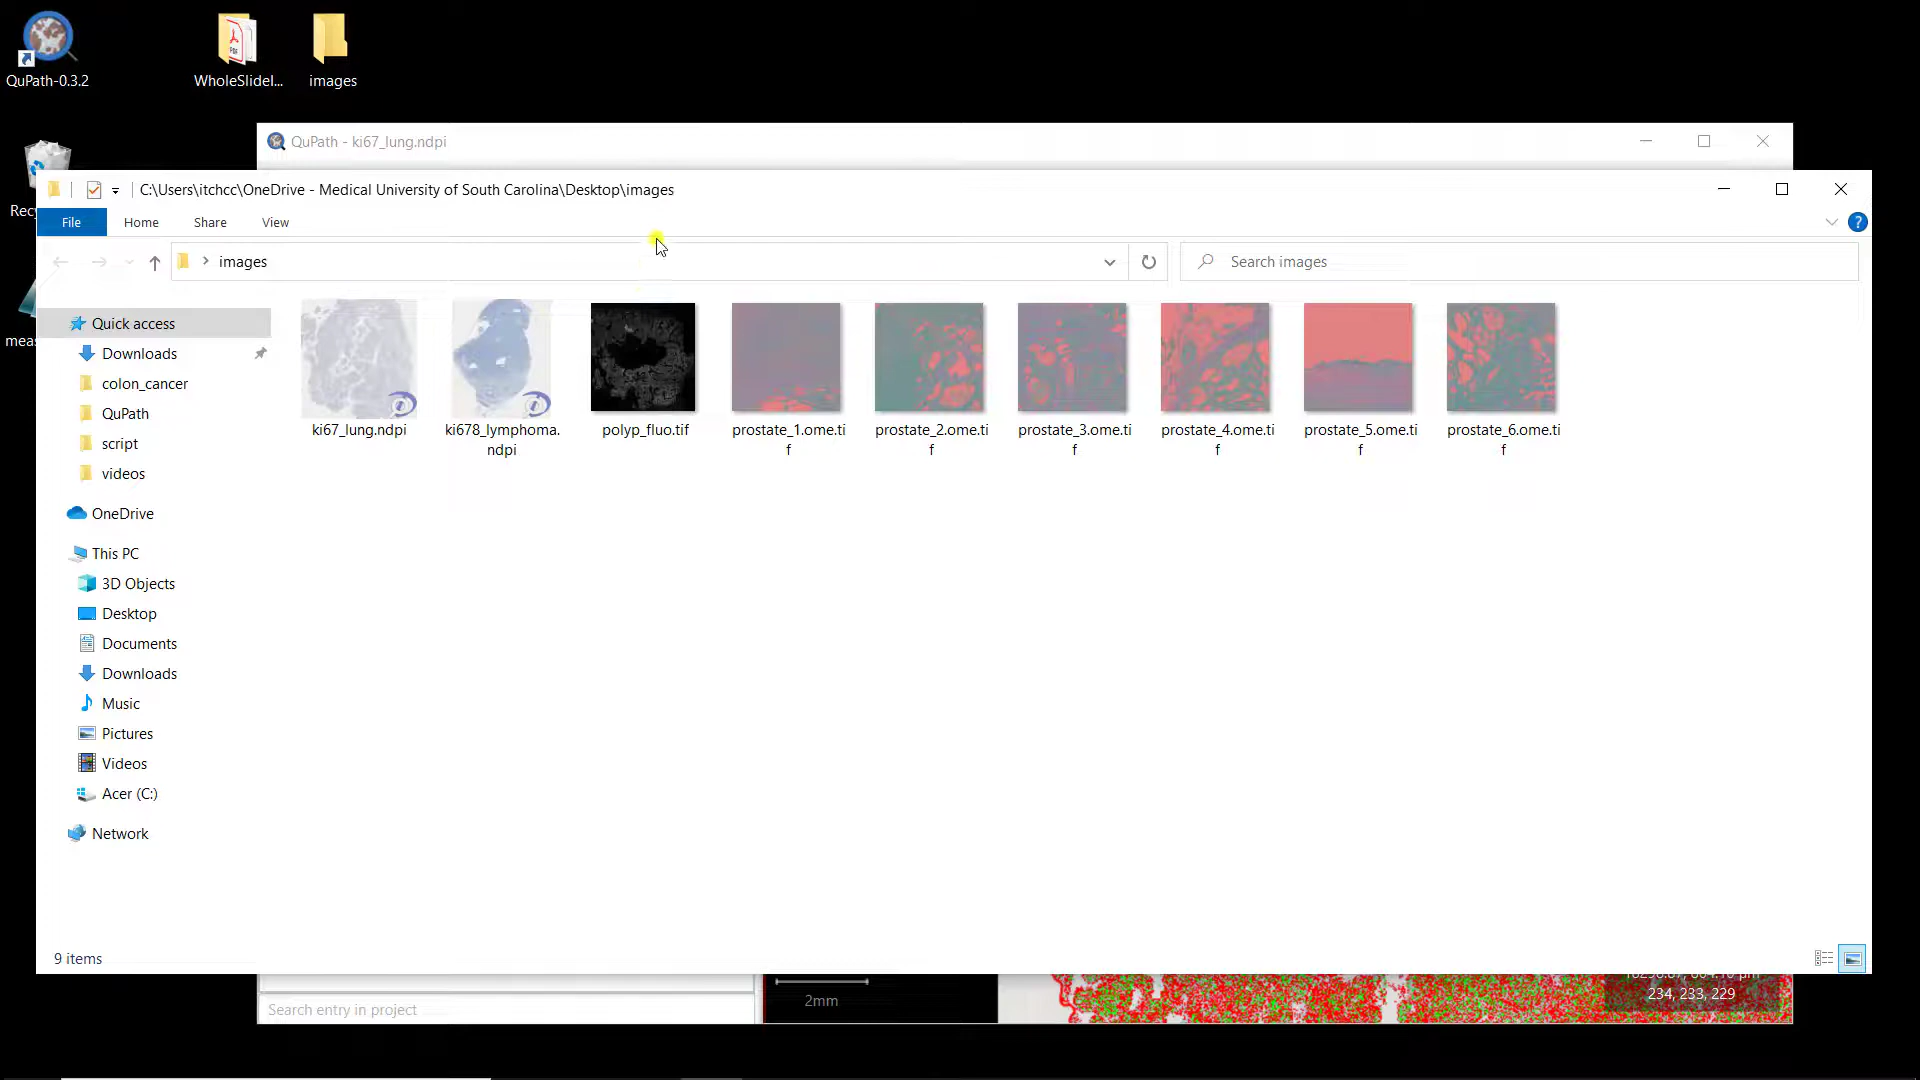 QuPath-0.3.2
WholeSlideI...
images
QuPath - ki67_lung.ndpi
C:\Users\itchcc\OneDrive - Medical University of South Carolina\Desktop\images
File
Home
Share
View
images
Search images
Quick access
Downloads
colon_cancer
QuPath
script
videos
OneDrive
This PC
3D Objects
Desktop
Documents
Downloads
Music
Pictures
Videos
Acer (C:)
Network
ki67_lung.ndpi
ki678_lymphoma.
ndpi
polyp_fluo.tif
prostate_1.ome.ti
f
prostate_2.ome.ti
f
prostate_3.ome.ti
f
prostate_4.ome.ti
f
prostate_5.ome.ti
f
prostate_6.ome.ti
f
9 items
Search entry in project
2mm
234, 233, 229